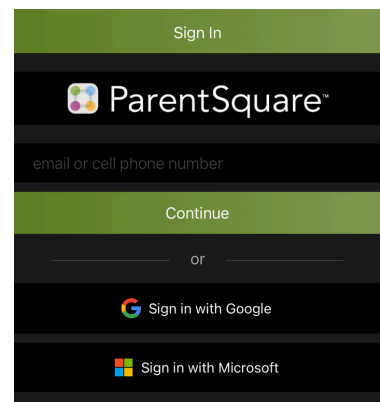 Sign In
ParentSquare™
email or cell phone number
Continue
or
Sign in with Google
Sign in with Microsoft